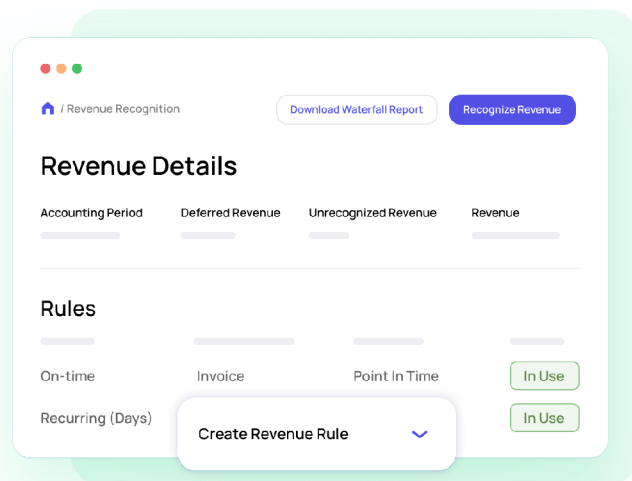 / Revenue Recognition
Download Waterfall Report
Recognize Revenue
Revenue Details
Accounting Period Deferred Revenue Unrecognized Revenue Revenue
Rules
On-time Invoice Point In Time In Use
Recurring (Days) In Use
Create Revenue Rule